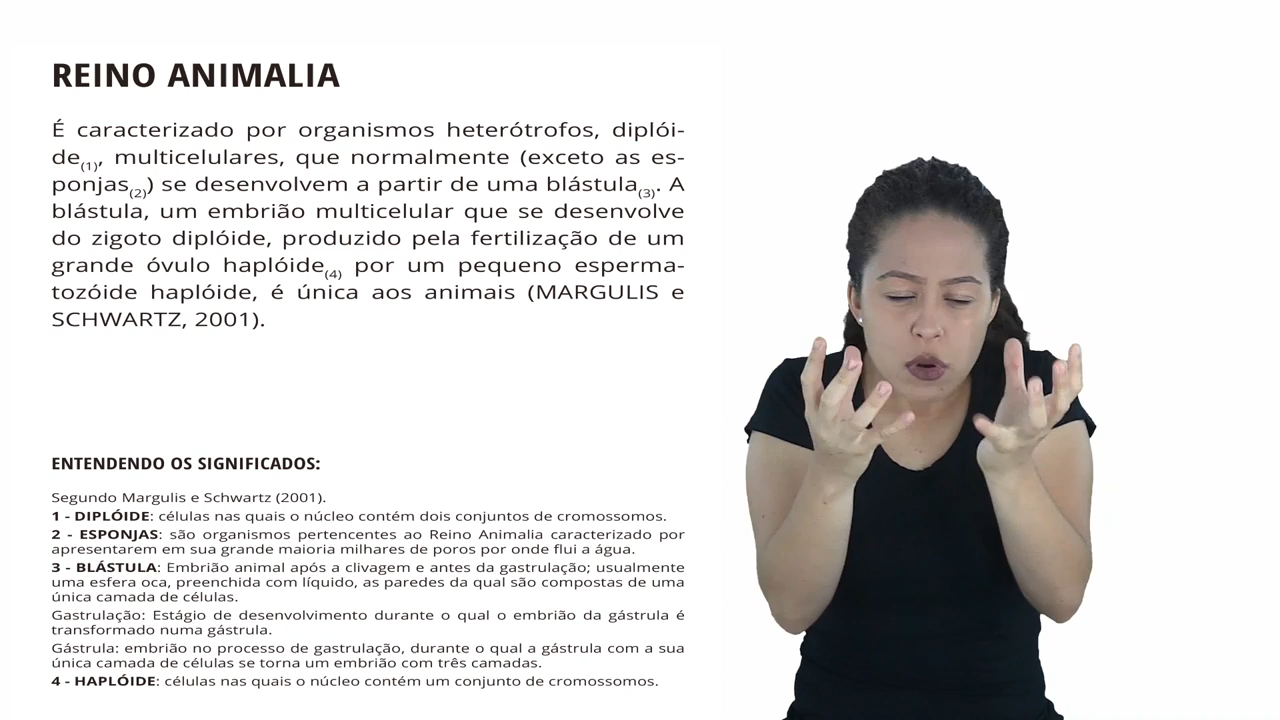 REINO ANIMALIA
É caracterizado por organismos heterótrofos, diplói-
de(1), multicelulares, que normalmente (exceto as es-
ponjas(2)) se desenvolvem a partir de uma blástula(3). A
blástula, um embrião multicelular que se desenvolve
do zigoto diplóide, produzido pela fertilização de um
grande óvulo haplóide(4) por um pequeno esperma-
tozóide haplóide, é única aos animais (MARGULIS e
SCHWARTZ, 2001).
ENTENDENDO OS SIGNIFICADOS:
Segundo Margulis e Schwartz (2001).
1 - DIPLÓIDE: células nas quais o núcleo contém dois conjuntos de cromossomos.
2 - ESPONJAS: são organismos pertencentes ao Reino Animalia caracterizado por
apresentarem em sua grande maioria milhares de poros por onde flui a água.
3 - BLÁSTULA: Embrião animal após a clivagem e antes da gastrulação; usualmente
uma esfera oca, preenchida com líquido, as paredes da qual são compostas de uma
única camada de células.
Gastrulação: Estágio de desenvolvimento durante o qual o embrião da gástrula é
transformado numa gástrula.
Gástrula: embrião no processo de gastrulação, durante o qual a gástrula com a sua
única camada de células se torna um embrião com três camadas.
4 - HAPLÓIDE: células nas quais o núcleo contém um conjunto de cromossomos.